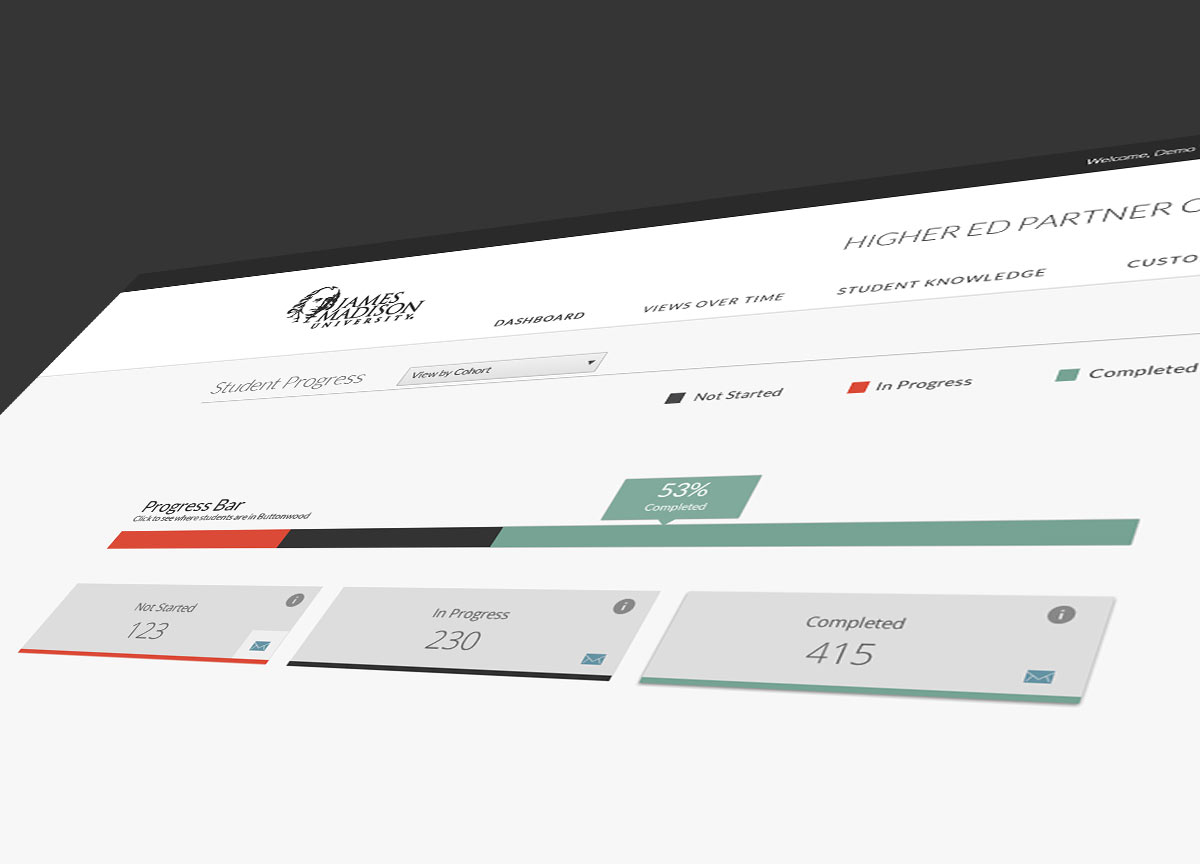 Welcome, Demo
HIGHER ED PARTNER
JAMES
MADISON
UNIVERSITY.
DASHBOARD
VIEWS OVER TIME
STUDENT KNOWLEDGE
Student Progress
View by Cohort
Not Started
In Progress
Completed
53%
Completed
Progress Bar
Click to see where students are in Buttonwood
Not Started
123
In Progress
230
Completed
415